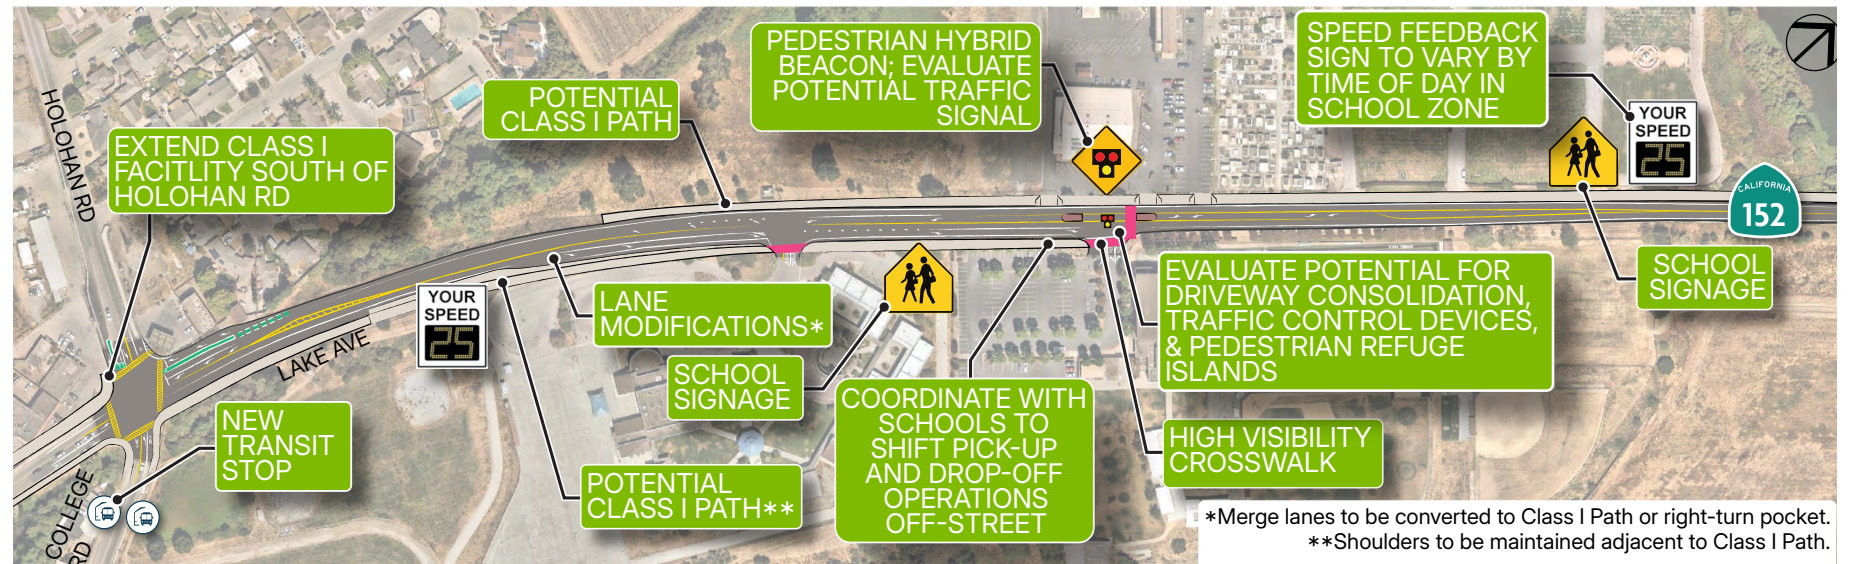 HOLOHAN RD
EXTEND CLASS I
FACITLITY SOUTH OF
HOLOHAN RD
POTENTIAL
CLASS I PATH
PEDESTRIAN HYBRID
BEACON; EVALUATE
POTENTIAL TRAFFIC
SIGNAL
SPEED FEEDBACK
SIGN TO VARY BY
TIME OF DAY IN
SCHOOL ZONE
YOUR
SPEED
25
CALIFORNIA
152
SCHOOL
SIGNAGE
YOUR
SPEED
25
LAKE AVE
LANE
MODIFICATIONS*
SCHOOL
SIGNAGE
EVALUATE POTENTIAL FOR
DRIVEWAY CONSOLIDATION,
TRAFFIC CONTROL DEVICES,
& PEDESTRIAN REFUGE
ISLANDS
NEW
TRANSIT
STOP
COLLEGE
RD
POTENTIAL
CLASS I PATH**
COORDINATE WITH
SCHOOLS TO
SHIFT PICK-UP
AND DROP-OFF
OPERATIONS
OFF-STREET
HIGH VISIBILITY
CROSSWALK
*Merge lanes to be converted to Class I Path or right-turn pocket.
**Shoulders to be maintained adjacent to Class I Path.